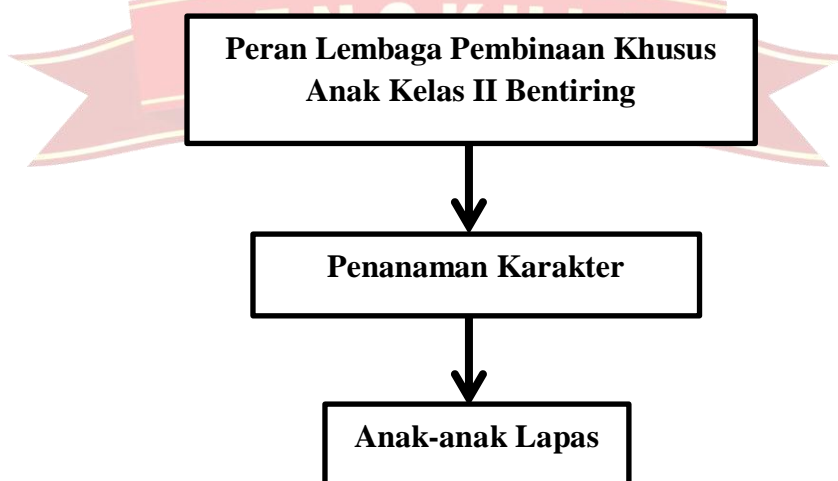 Peran Lembaga Pembinaan Khusus
Anak Kelas II Bentiring
Penanaman Karakter
Anak-anak Lapas